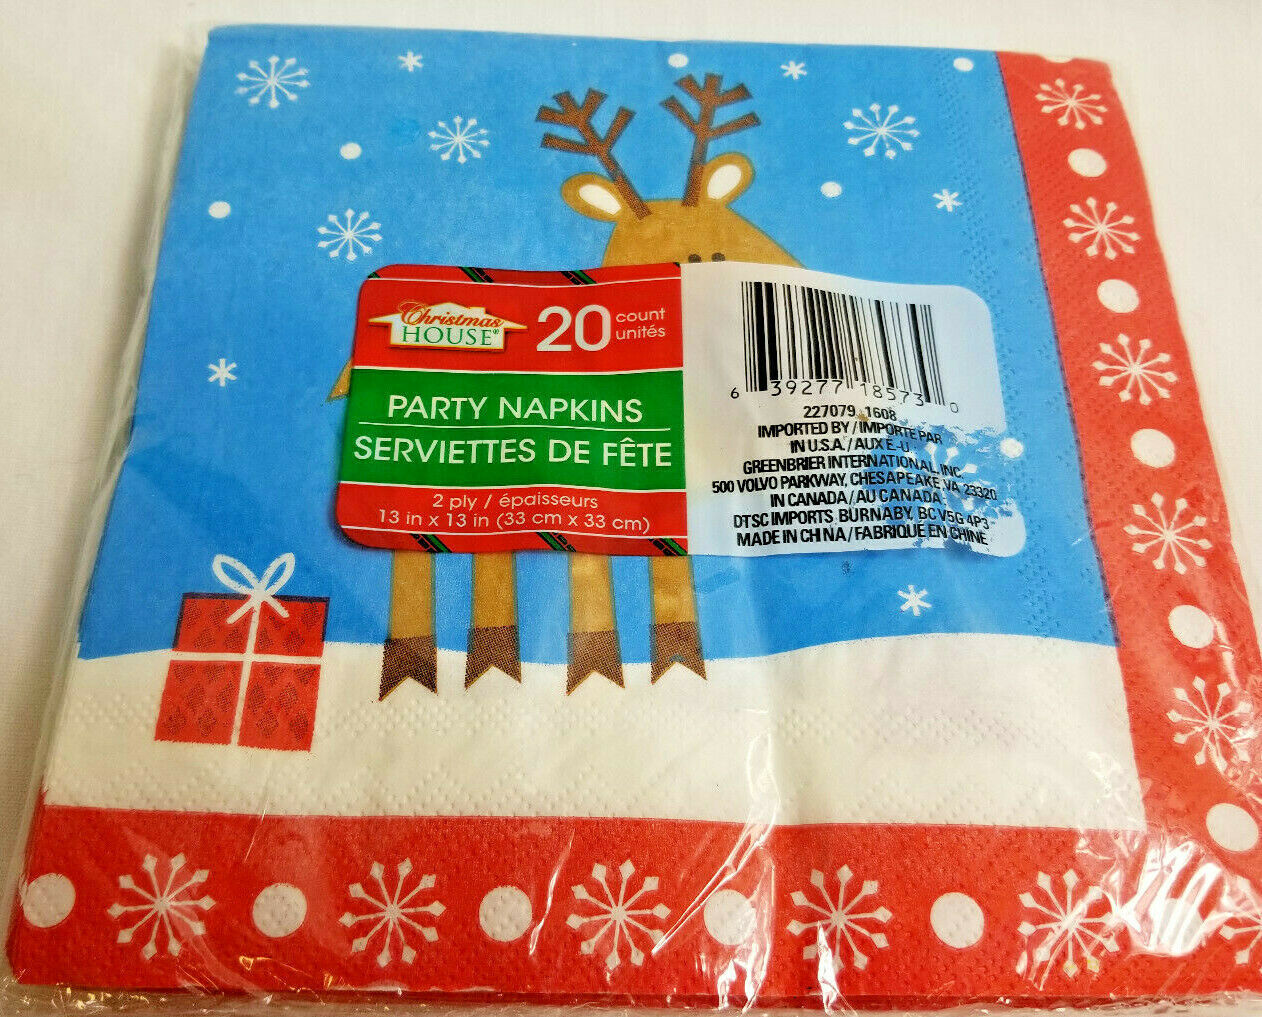 Christmas
HOUSE®
20 count
unités
PARTY NAPKINS
SERVIETTES DE FÊTE
2 ply / épaisseurs
13 in x 13 in (33 cm x 33 cm)
6 39277 18573 0
227079 1608
IMPORTED BY / IMPORTE PAR
IN U.S.A. / AUX E.-U.
GREENBRIER INTERNATIONAL, INC.
500 VOLVO PARKWAY, CHESAPEAKE, VA 23320
IN CANADA / AU CANADA
DTSC IMPORTS, BURNABY, BC V5G 4P3
MADE IN CHINA / FABRIQUÉ EN CHINE